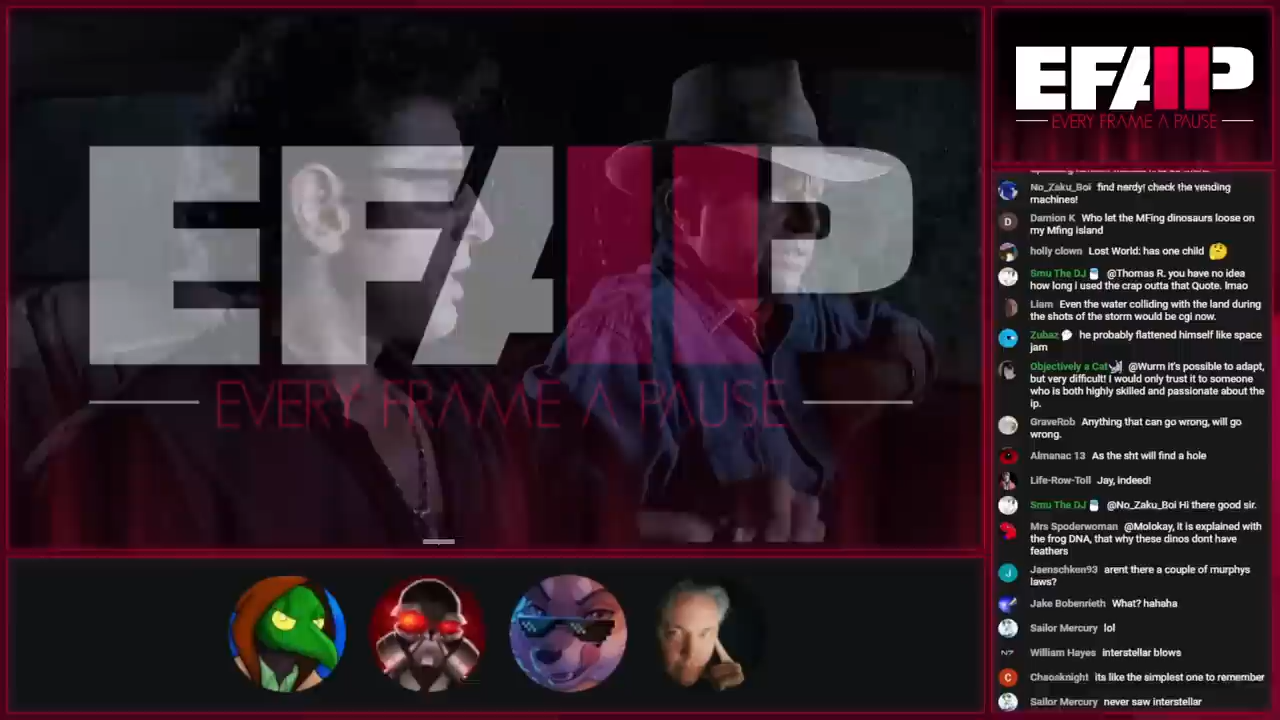 EFAP
EVERY FRAME A PAUSE
EFAP
EVERY FRAME A PAUSE
No_Zaku_Boi find nerdy! check the vending
machines!
D
Damion K Who let the MFing dinosaurs loose on
my Mfing island
holly clown Lost World: has one child
Smu The DJ @Thomas R. you have no idea
how long i used the crap outta that Quote. lmao
Liam Even the water colliding with the land during
the shots of the storm would be cgi now.
Zubaz he probably flattened himself like space
jam
Objectively a Cat @Wurm It's possible to adapt,
but very difficult! I would only trust it to someone
who is both highly skilled and passionate about the
ip.
GraveRob Anything that can go wrong, will go
wrong.
Almanac 13 As the sht will find a hole
Life-Row-Toll Jay, indeed!
Smu The DJ @No_Zaku_Boi Hi there good sir.
Mrs Spoderwoman @Molokay, it is explained with
the frog DNA, that why these dinos dont have
feathers
J
Jaenschken93 arent there a couple of murphys
laws?
Jake Bobenrieth What? hahaha
Sailor Mercury lol
N7
William Hayes interstellar blows
C
Chaosknight its like the simplest one to remember
Sailor Mercury never saw interstellar